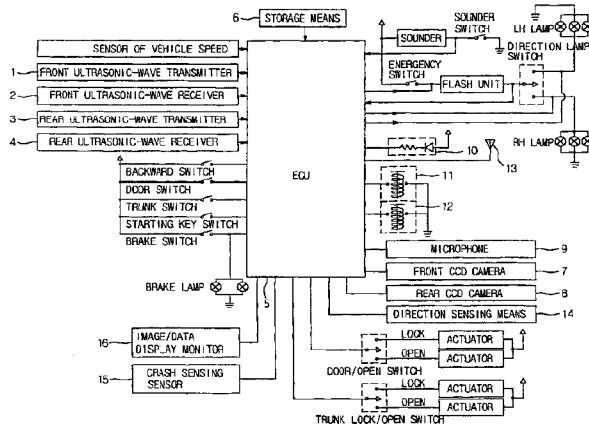 6
STORAGE MEANS
SOUNDER SWITCH
LH LAMP
SENSOR OF VEHICLE SPEED
SOUNDER
DIRECTION LAMP SWITCH
1 FRONT ULTRASONIC-WAVE TRANSMITTER
EMERGENCY SWITCH
2 FRONT ULTRASONIC-WAVE RECEIVER
FLASH UNIT
3 REAR ULTRASONIC-WAVE TRANSMITTER
4 REAR ULTRASONIC-WAVE RECEIVER
RH LAMP
10
13
BACKWARD SWITCH
ECU
11
DOOR SWITCH
TRUNK SWITCH
12
STARTING KEY SWITCH
BRAKE SWITCH
MICROPHONE 9
FRONT CCD CAMERA 7
BRAKE LAMP
REAR CCD CAMERA 8
5
DIRECTION SENSING MEANS 14
16 IMAGE/DATA DISPLAY MONITOR
LOCK ACTUATOR
OPEN ACTUATOR
DOOR/OPEN SWITCH
15 CRASH SENSING SENSOR
LOCK ACTUATOR
OPEN ACTUATOR
TRUNK LOCK/OPEN SWITCH